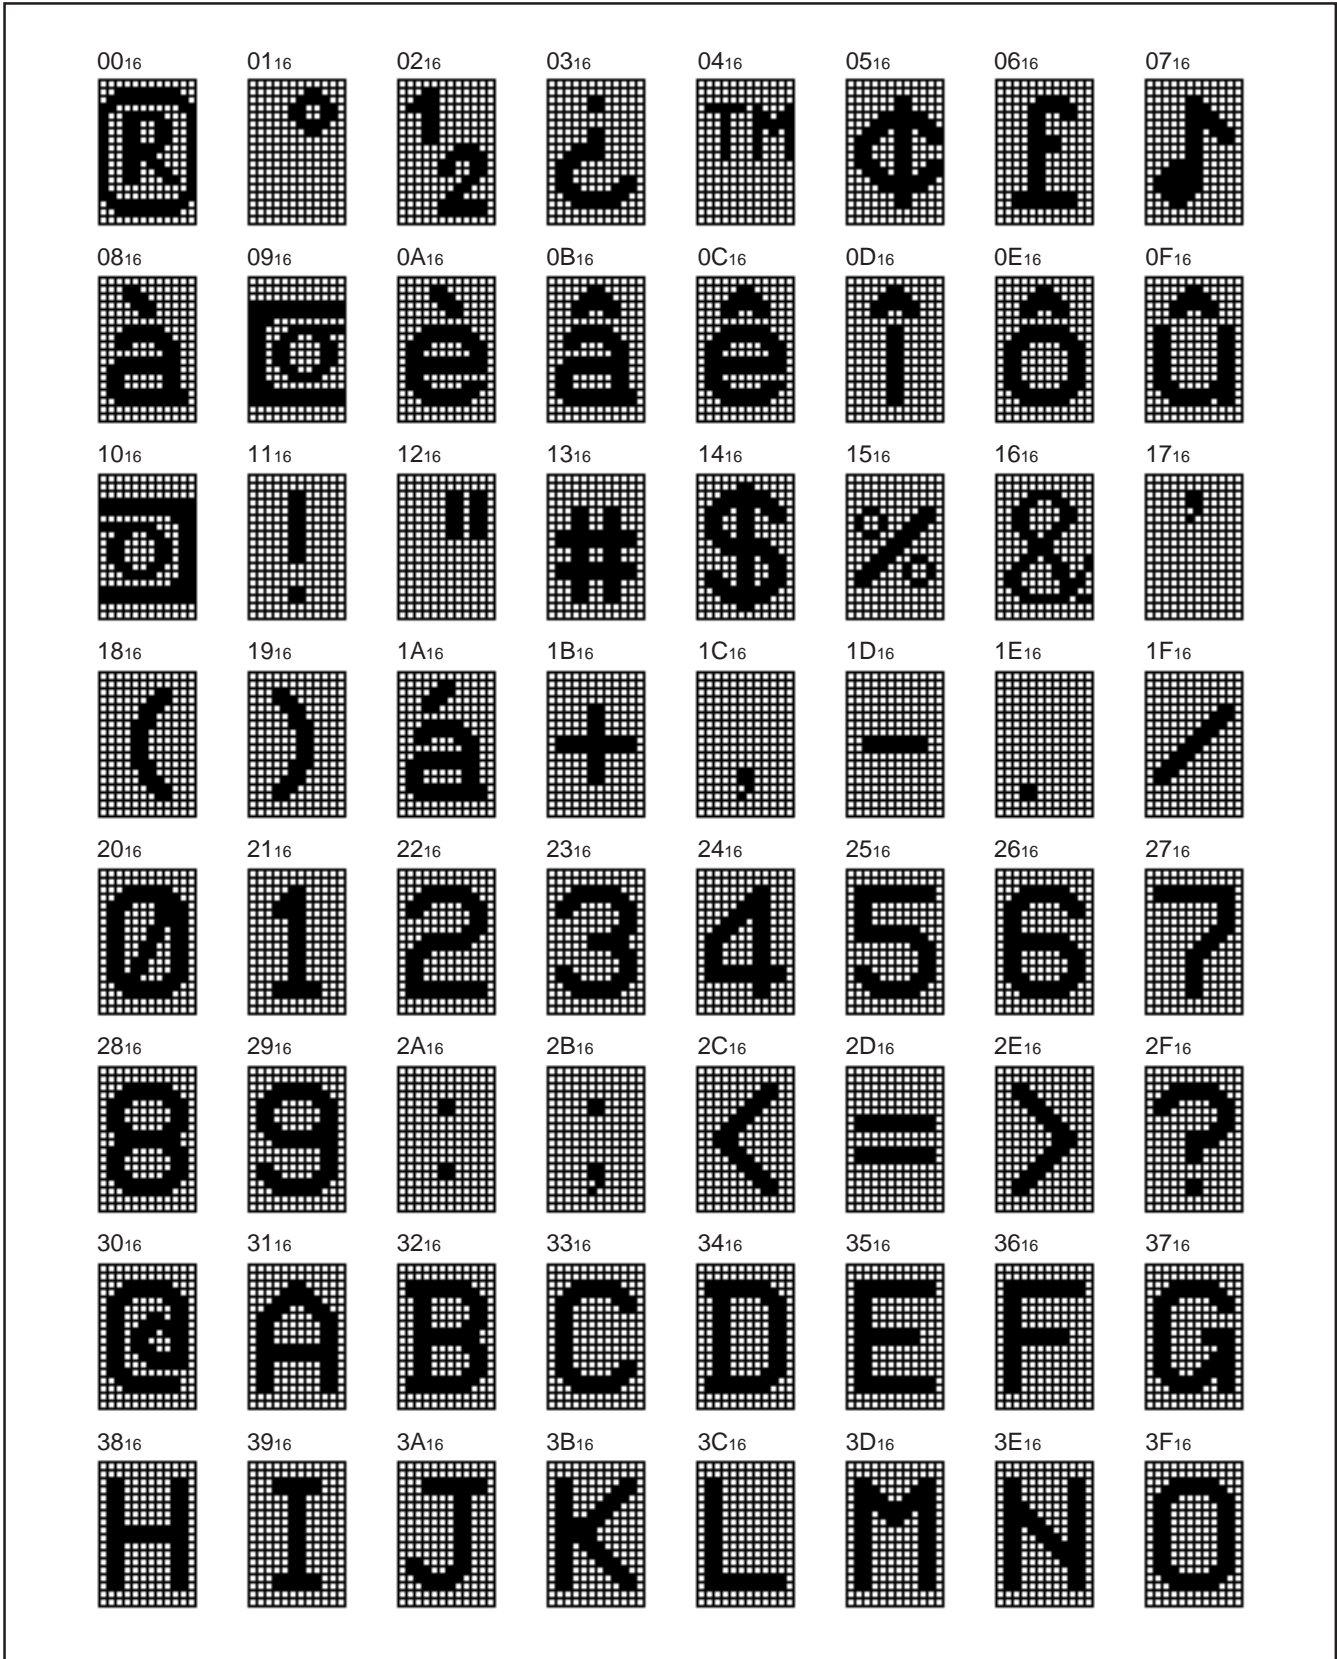 00₁₆ 01₁₆ 02₁₆ 03₁₆ 04₁₆ 05₁₆ 06₁₆ 07₁₆
® ° ½ ¿ ™ ¢ £ ♪
08₁₆ 09₁₆ 0A₁₆ 0B₁₆ 0C₁₆ 0D₁₆ 0E₁₆ 0F₁₆
à è â ê î ô û
10₁₆ 11₁₆ 12₁₆ 13₁₆ 14₁₆ 15₁₆ 16₁₆ 17₁₆
! " # $ % & '
18₁₆ 19₁₆ 1A₁₆ 1B₁₆ 1C₁₆ 1D₁₆ 1E₁₆ 1F₁₆
( ) á + , - . /
20₁₆ 21₁₆ 22₁₆ 23₁₆ 24₁₆ 25₁₆ 26₁₆ 27₁₆
0 1 2 3 4 5 6 7
28₁₆ 29₁₆ 2A₁₆ 2B₁₆ 2C₁₆ 2D₁₆ 2E₁₆ 2F₁₆
8 9 : ; < = > ?
30₁₆ 31₁₆ 32₁₆ 33₁₆ 34₁₆ 35₁₆ 36₁₆ 37₁₆
@ A B C D E F G
38₁₆ 39₁₆ 3A₁₆ 3B₁₆ 3C₁₆ 3D₁₆ 3E₁₆ 3F₁₆
H I J K L M N O